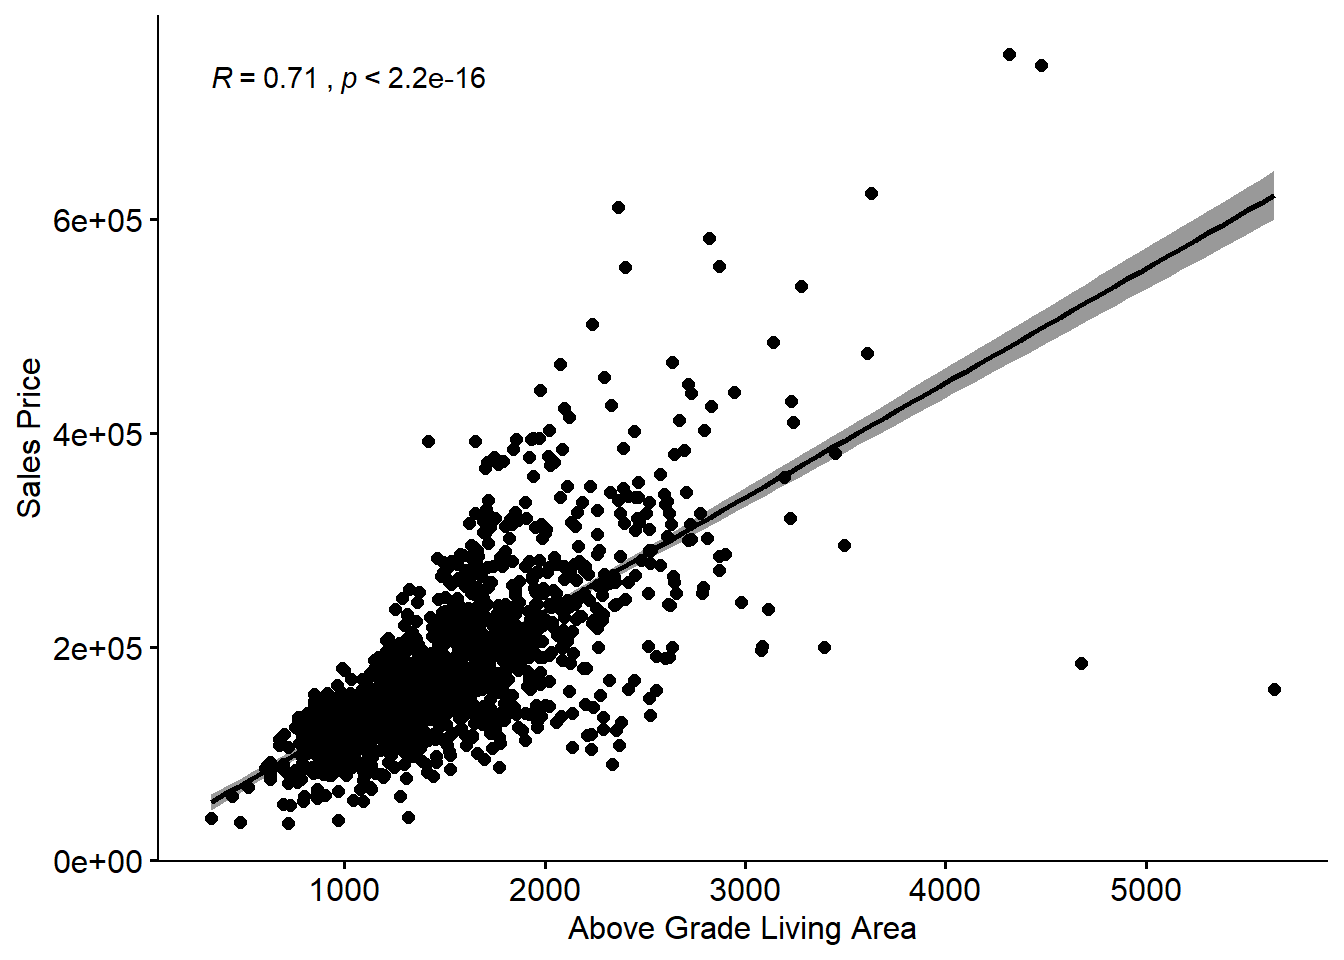 R = 0.71 , p < 2.2e-16
6e+05
4e+05
2e+05
0e+00
Sales Price
1000 2000 3000 4000 5000
Above Grade Living Area